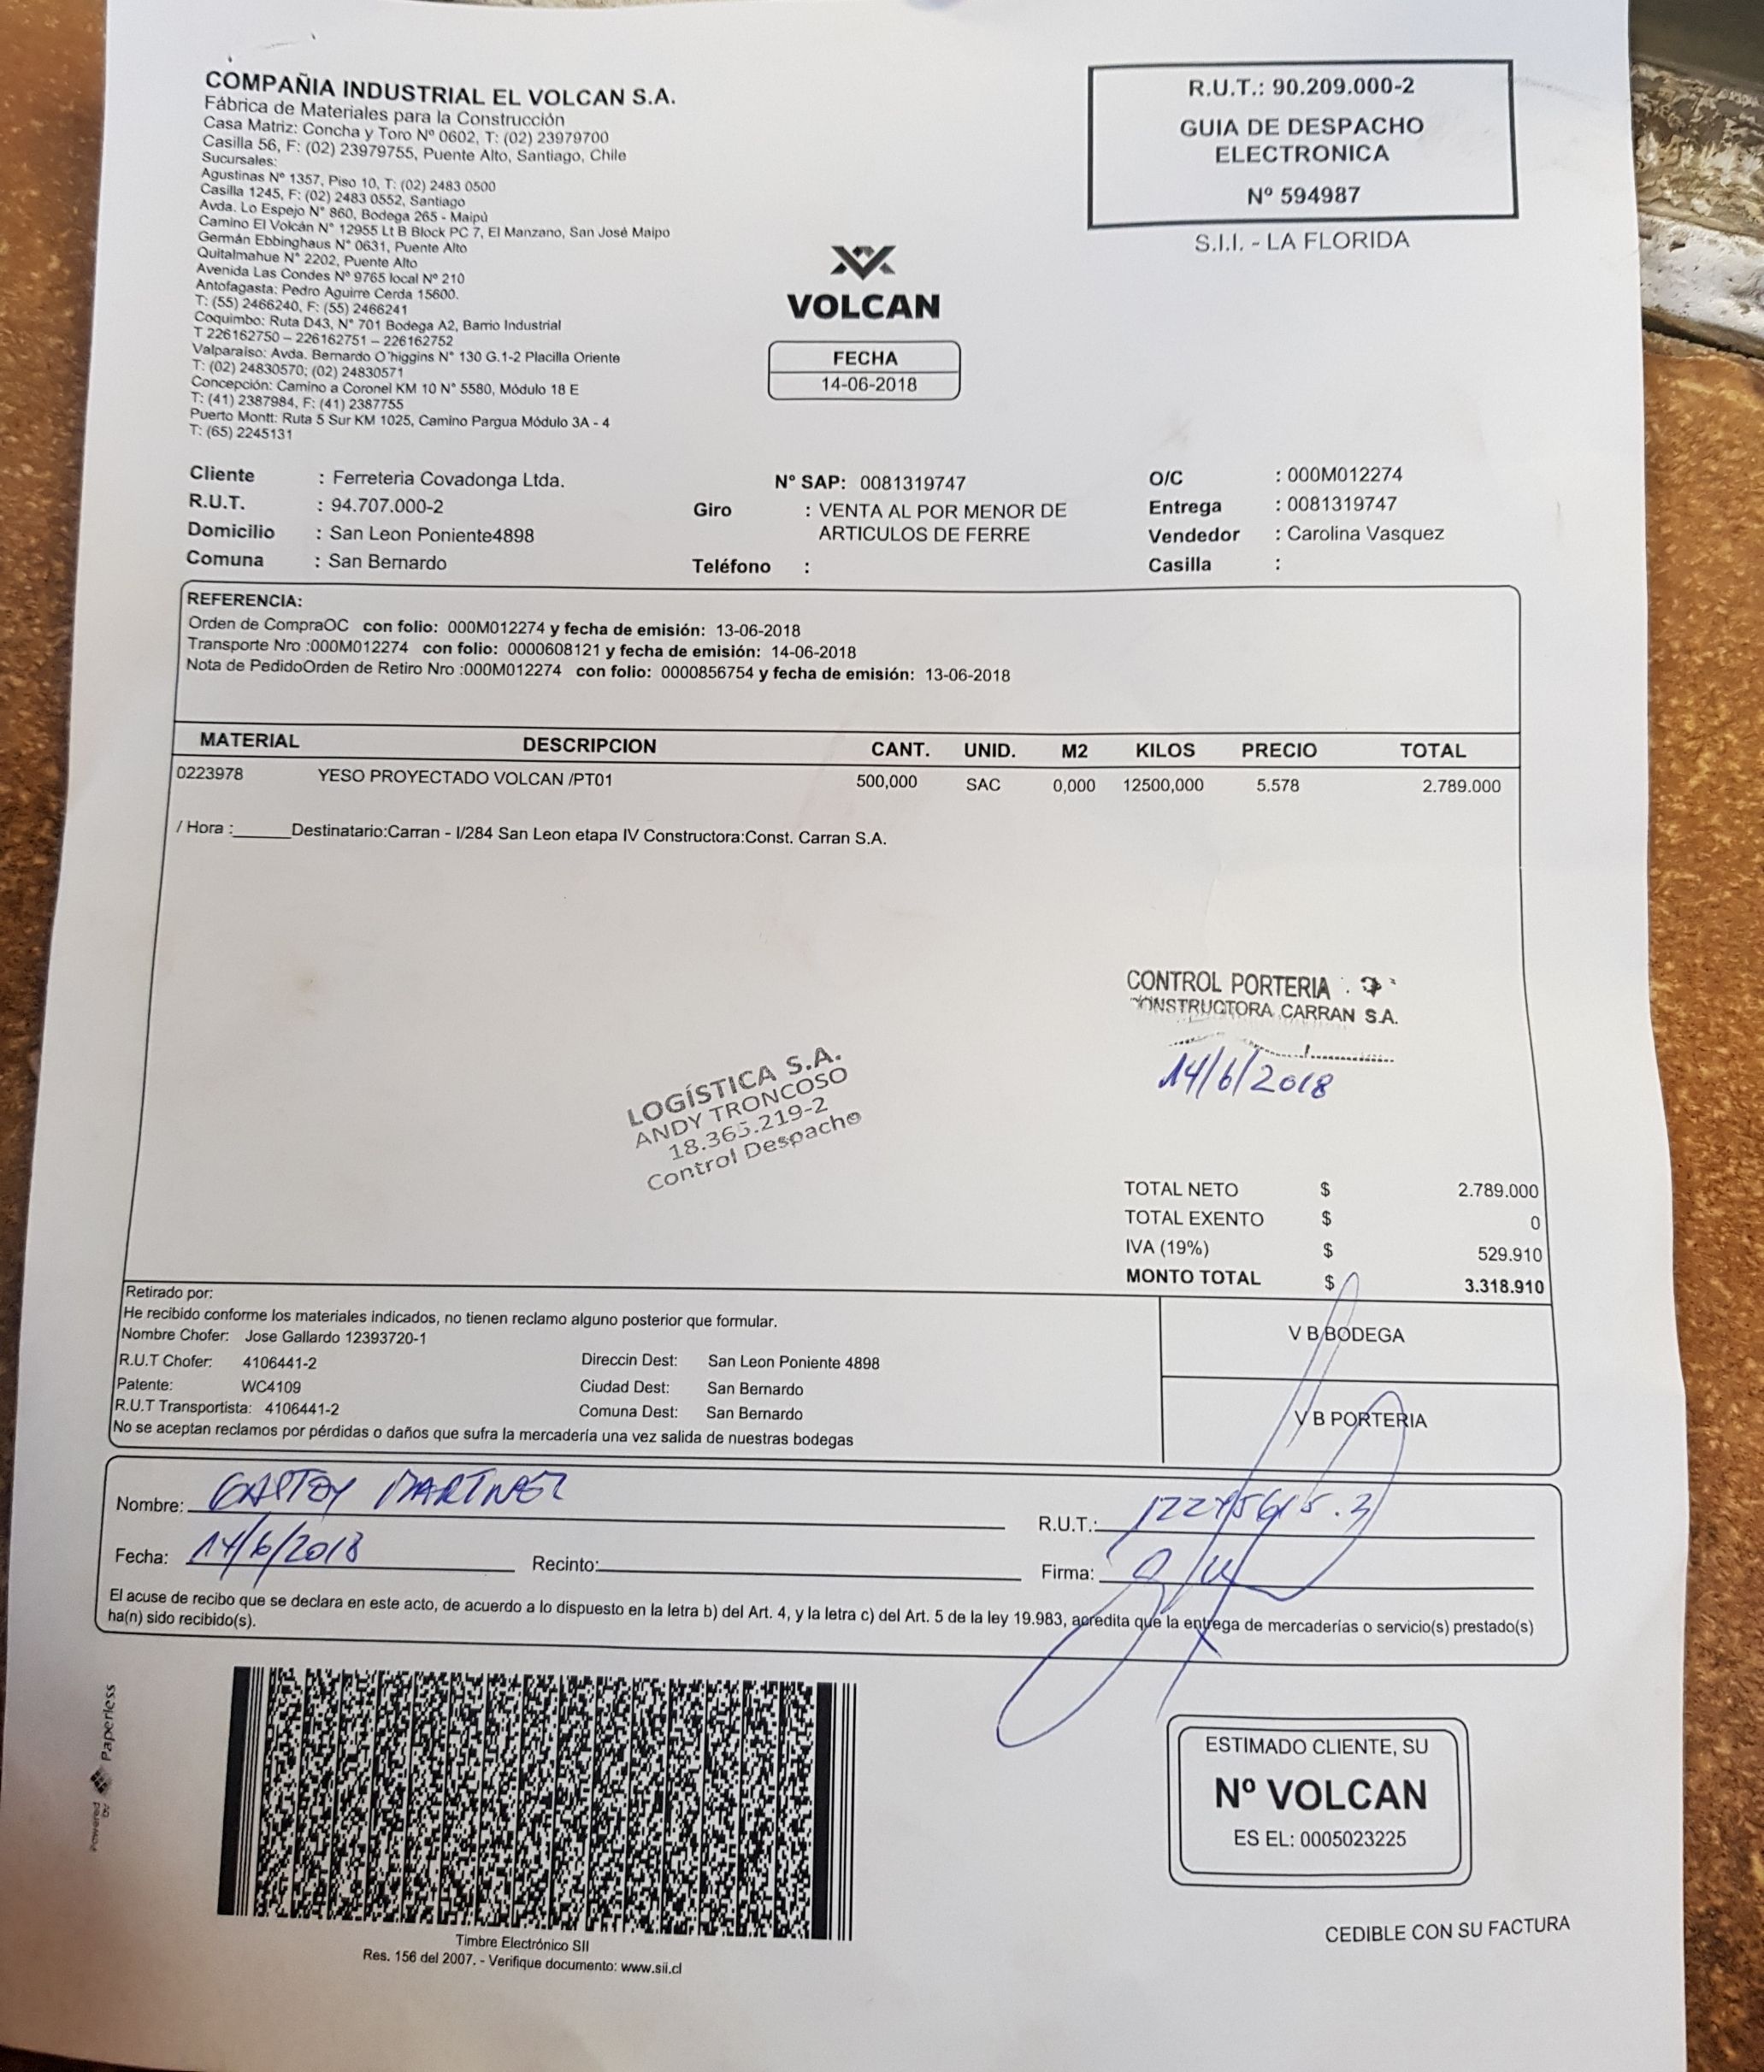 COMPAÑIA INDUSTRIAL EL VOLCAN S.A.
Fábrica de Materiales para la Construcción
Casa Matriz: Concha y Toro Nº 0602, T: (02) 23979700
Casilla 56, F: (02) 23979755, Puente Alto, Santiago, Chile
Sucursales:
Agustinas Nº 1357, Piso 10, T: (02) 2483 0500
Casilla 1245, F: (02) 2483 0552, Santiago
Avda. Lo Espejo N° 860, Bodega 265 - Maipú
Camino El Volcán N° 12955 Lt B Block PC 7, El Manzano, San José Maipo
Germán Ebbinghaus N° 0631, Puente Alto
Quitalmahue N° 2202, Puente Alto
Avenida Las Condes Nº 9765 local Nº 210
Antofagasta: Pedro Aguirre Cerda 15600.
T: (55) 2466240, F: (55) 2466241
Coquimbo: Ruta D43, N° 701 Bodega A2, Barrio Industrial
T 226162750 – 226162751 – 226162752
Valparaiso: Avda. Bernardo O'higgins N° 130 G.1-2 Placilla Oriente
T: (02) 24830570; (02) 24830571
Concepción: Camino a Coronel KM 10 N° 5580, Módulo 18 E
T: (41) 2387984, F: (41) 2387755
Puerto Montt: Ruta 5 Sur KM 1025, Camino Pargua Módulo 3A - 4
T: (65) 2245131
R.U.T.: 90.209.000-2
GUIA DE DESPACHO
ELECTRONICA
Nº 594987
S.I.I. - LA FLORIDA
VOLCAN
FECHA
14-06-2018
Cliente : Ferreteria Covadonga Ltda. N° SAP: 0081319747 O/C : 000M012274
R.U.T. : 94.707.000-2 Giro : VENTA AL POR MENOR DE Entrega : 0081319747
Domicilio : San Leon Poniente4898 ARTICULOS DE FERRE Vendedor : Carolina Vasquez
Comuna : San Bernardo Teléfono : Casilla :
REFERENCIA:
Orden de CompraOC con folio: 000M012274 y fecha de emisión: 13-06-2018
Transporte Nro :000M012274 con folio: 0000608121 y fecha de emisión: 14-06-2018
Nota de PedidoOrden de Retiro Nro :000M012274 con folio: 0000856754 y fecha de emisión: 13-06-2018
MATERIAL DESCRIPCION CANT. UNID. M2 KILOS PRECIO TOTAL
0223978 YESO PROYECTADO VOLCAN /PT01 500,000 SAC 0,000 12500,000 5.578 2.789.000
/ Hora :______Destinatario:Carran - I/284 San Leon etapa IV Constructora:Const. Carran S.A.
CONTROL PORTERIA
CONSTRUCTORA CARRAN S.A.
14/6/2018
LOGÍSTICA S.A.
ANDY TRONCOSO
18.365.219-2
Control Despacho
TOTAL NETO $ 2.789.000
TOTAL EXENTO $ 0
IVA (19%) $ 529.910
MONTO TOTAL $ 3.318.910
Retirado por:
He recibido conforme los materiales indicados, no tienen reclamo alguno posterior que formular.
Nombre Chofer: Jose Gallardo 12393720-1
R.U.T Chofer: 4106441-2 Direccin Dest: San Leon Poniente 4898
Patente: WC4109 Ciudad Dest: San Bernardo
R.U.T Transportista: 4106441-2 Comuna Dest: San Bernardo
No se aceptan reclamos por pérdidas o daños que sufra la mercadería una vez salida de nuestras bodegas
V B BODEGA
V B PORTERIA
Nombre: MARTINEZ R.U.T.:
Fecha: 14/6/2018 Recinto: Firma:
El acuse de recibo que se declara en este acto, de acuerdo a lo dispuesto en la letra b) del Art. 4, y la letra c) del Art. 5 de la ley 19.983, acredita que la entrega de mercaderías o servicio(s) prestado(s)
ha(n) sido recibido(s).
Powered by Paperless
Timbre Electrónico SII
Res. 156 del 2007. - Verifique documento: www.sii.cl
ESTIMADO CLIENTE, SU
Nº VOLCAN
ES EL: 0005023225
CEDIBLE CON SU FACTURA